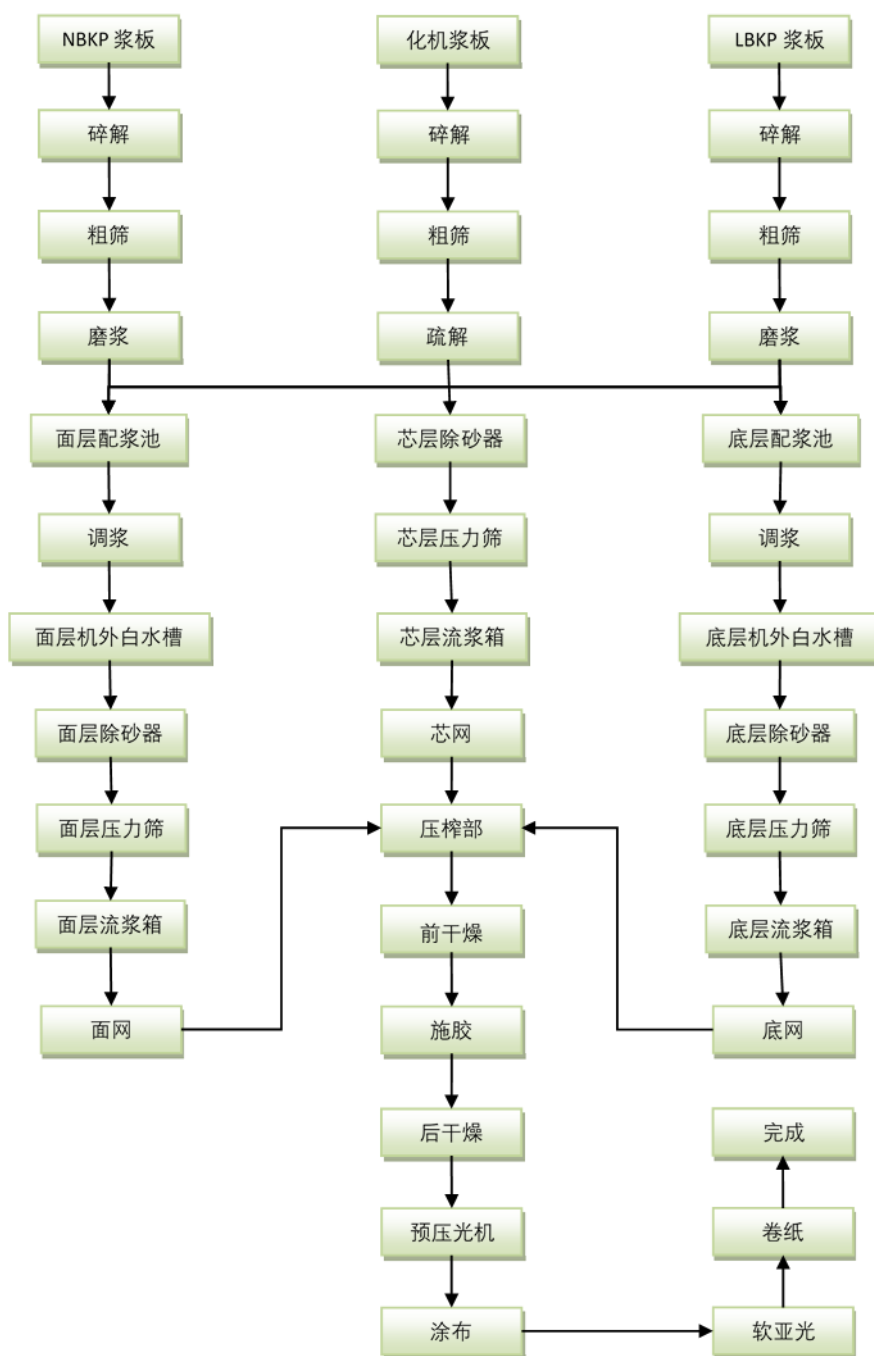 NBKP 浆板
化机浆板
LBKP 浆板
碎解
碎解
碎解
粗筛
粗筛
粗筛
磨浆
疏解
磨浆
面层配浆池
芯层除砂器
底层配浆池
调浆
芯层压力筛
调浆
面层机外白水槽
芯层流浆箱
底层机外白水槽
面层除砂器
芯网
底层除砂器
面层压力筛
压榨部
底层压力筛
面层流浆箱
前干燥
底层流浆箱
面网
施胶
底网
后干燥
完成
预压光机
卷纸
涂布
软亚光